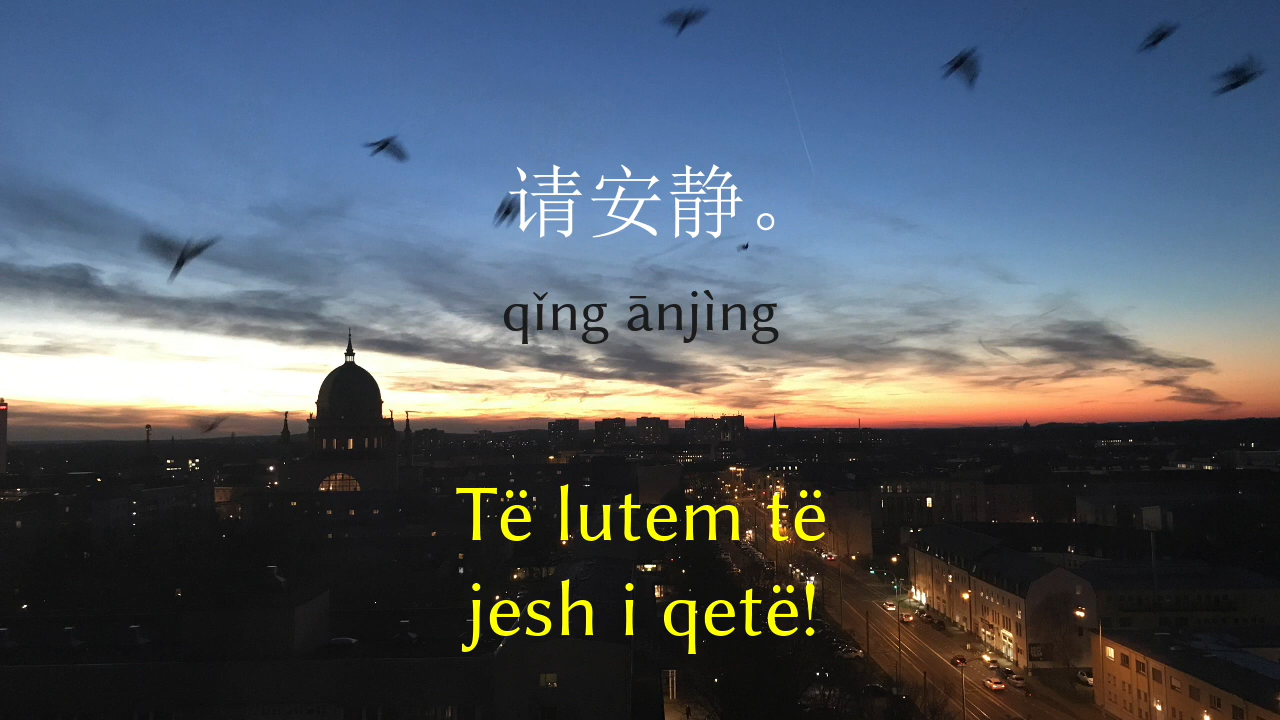 请安静。
qǐng ānjìng
Të lutem të
jesh i qetë!